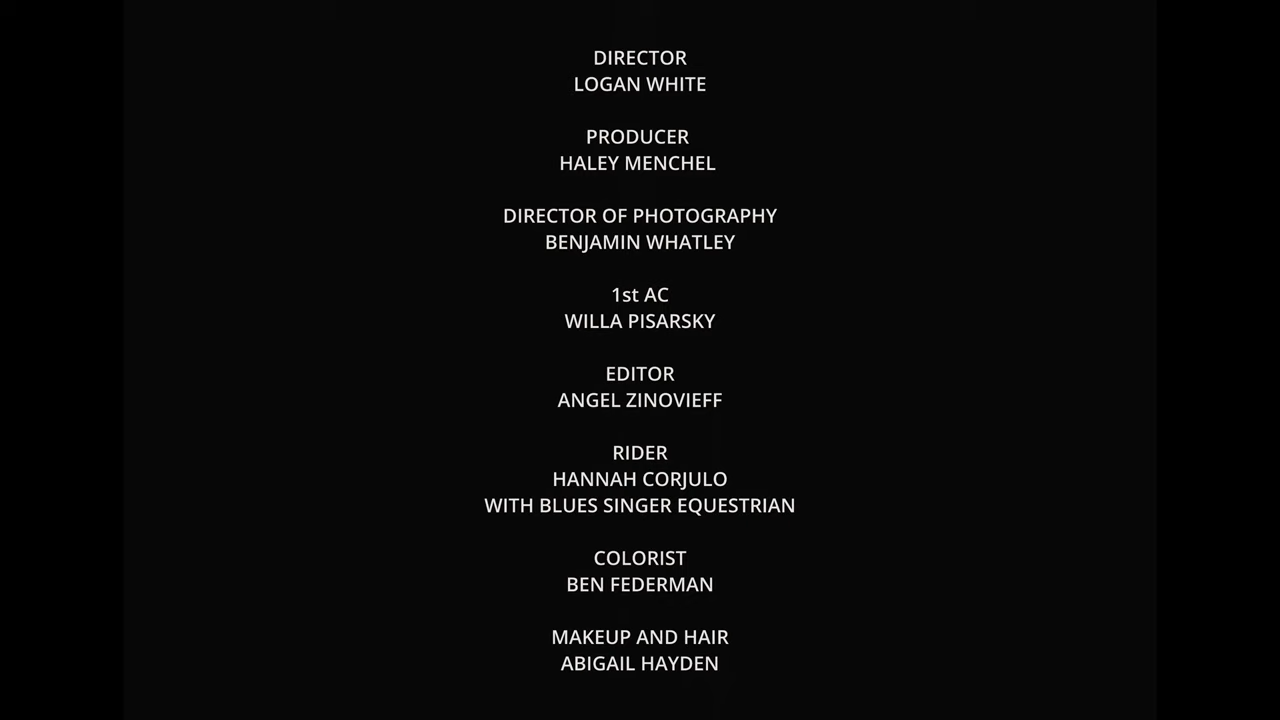 DIRECTOR
LOGAN WHITE
PRODUCER
HALEY MENCHEL
DIRECTOR OF PHOTOGRAPHY
BENJAMIN WHATLEY
1st AC
WILLA PISARSKY
EDITOR
ANGEL ZINOVIEFF
RIDER
HANNAH CORJULO
WITH BLUES SINGER EQUESTRIAN
COLORIST
BEN FEDERMAN
MAKEUP AND HAIR
ABIGAIL HAYDEN